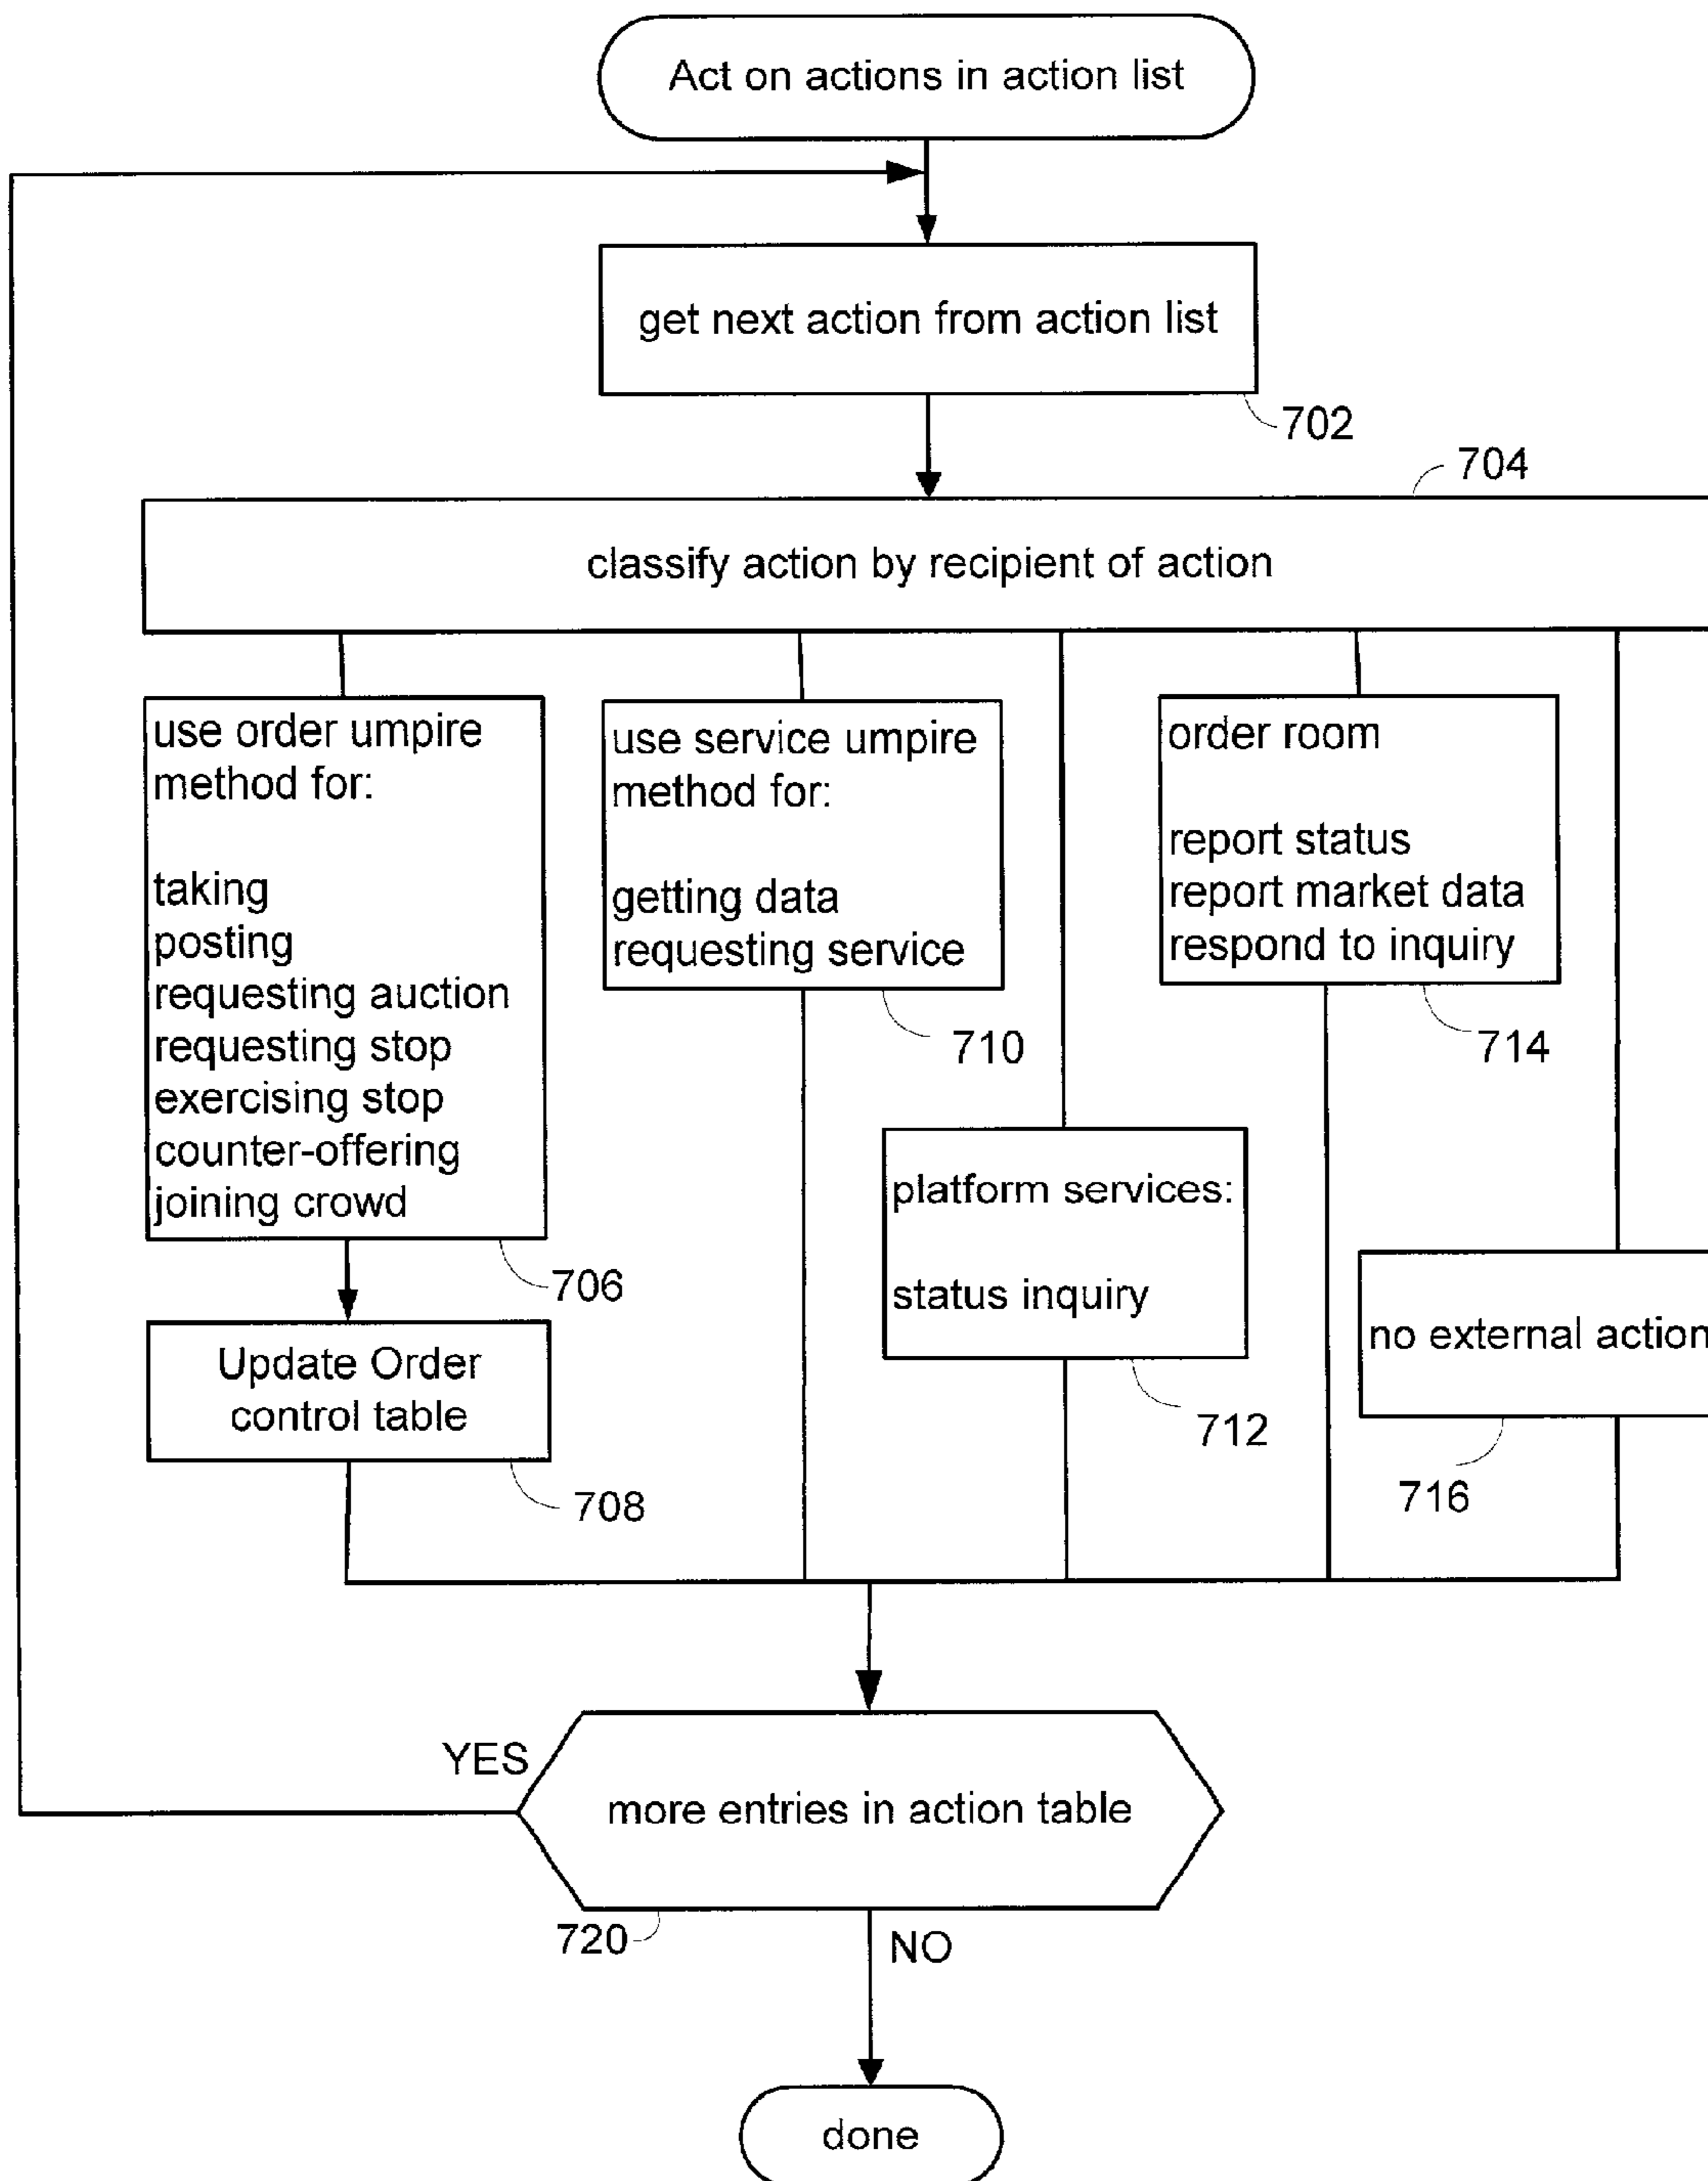 Act on actions in action list
get next action from action list
702
704
classify action by recipient of action
use order umpire
method for:
taking
posting
requesting auction
requesting stop
exercising stop
counter-offering
joining crowd
706
Update Order
control table
708
use service umpire
method for:
getting data
requesting service
710
platform services:
status inquiry
712
order room
report status
report market data
respond to inquiry
714
no external action
716
YES
more entries in action table
720
NO
done